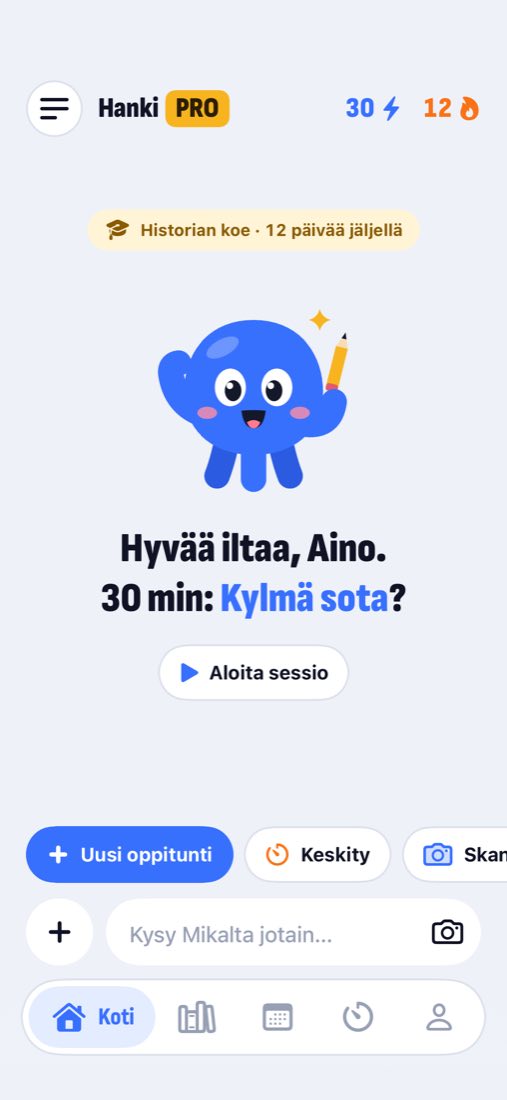 Hanki PRO
30 12
Historian koe · 12 päivää jäljellä
Hyvää iltaa, Aino.
30 min: Kylmä sota?
Aloita sessio
Uusi oppitunti Keskity Skan
Kysy Mikalta jotain...
Koti